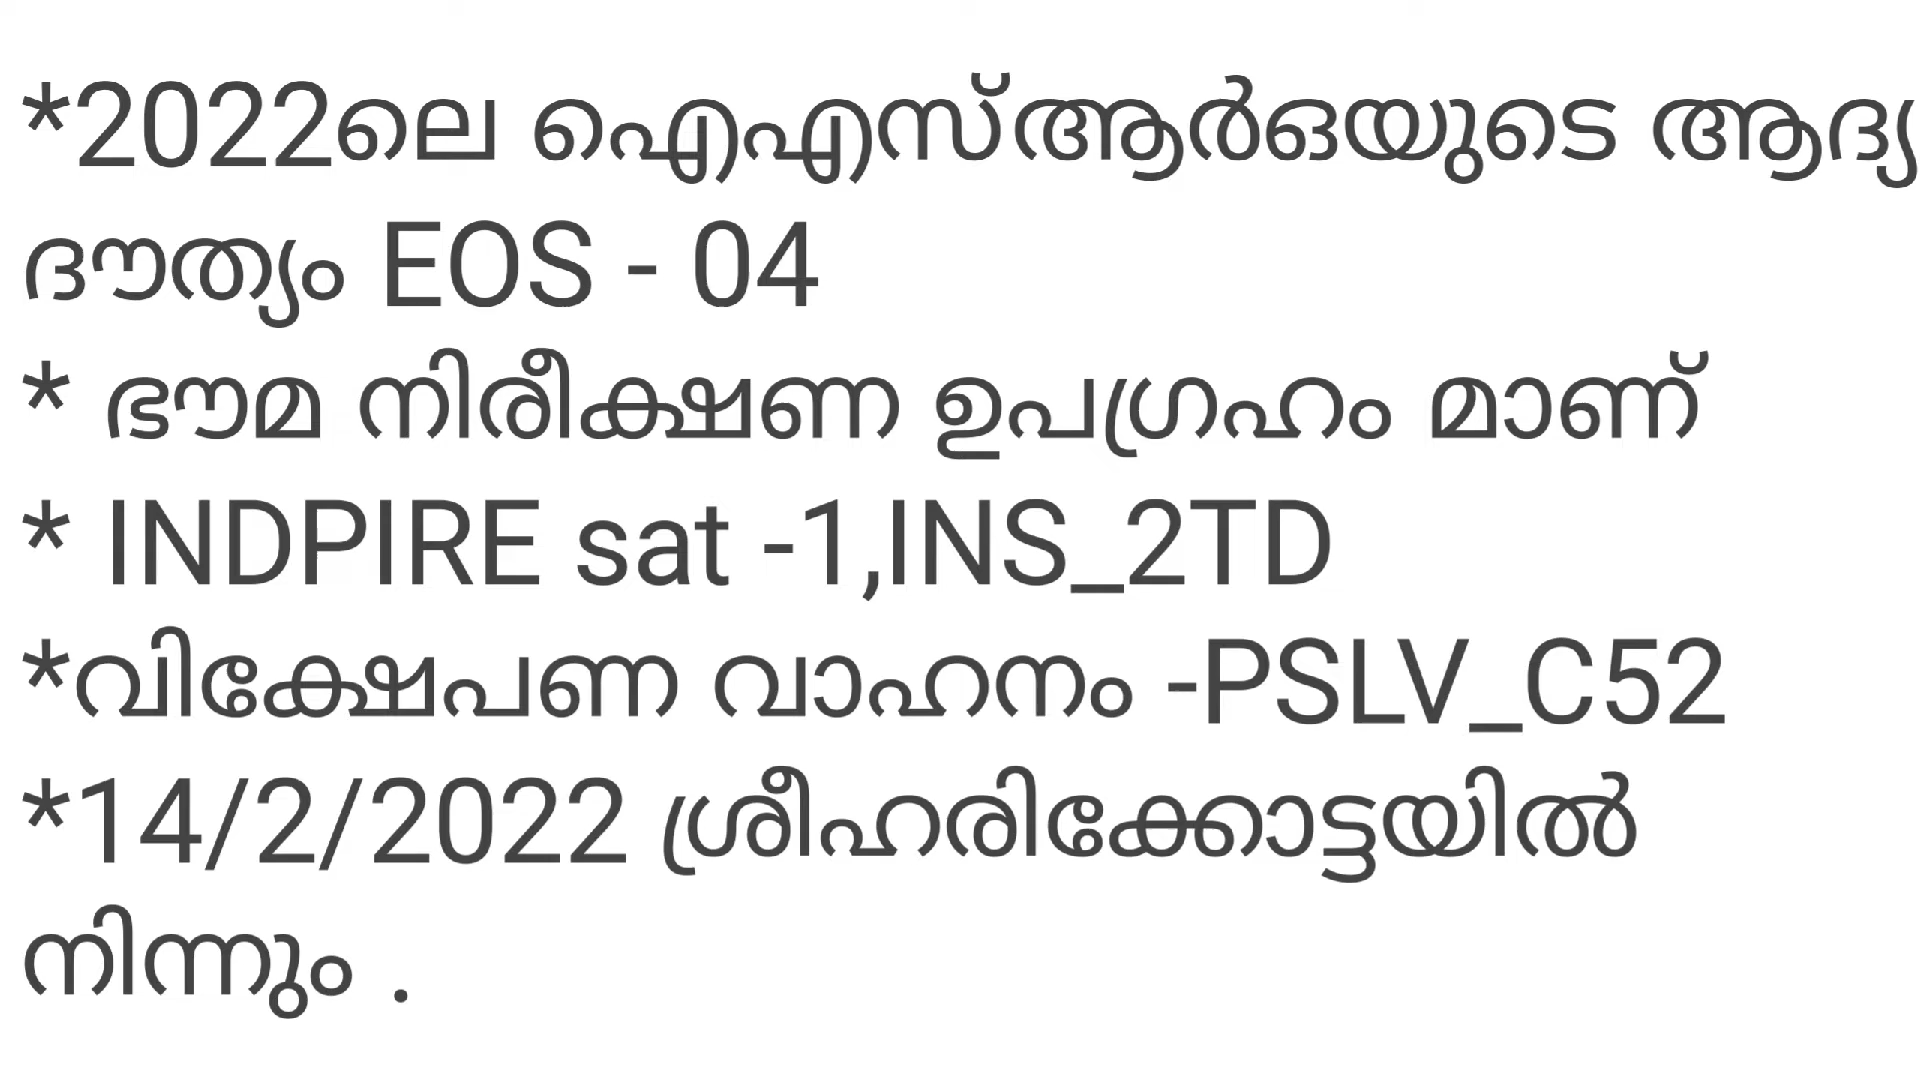 *2022ലെ ഐഎസ്ആർഒയുടെ ആദ്യ
ദൗത്യം EOS - 04
* ഭൗമ നിരീക്ഷണ ഉപഗ്രഹം മാണ്
* INDPIRE sat -1,INS_2TD
*വിക്ഷേപണ വാഹനം -PSLV_C52
*14/2/2022 ശ്രീഹരിക്കോട്ടയിൽ
നിന്നും .